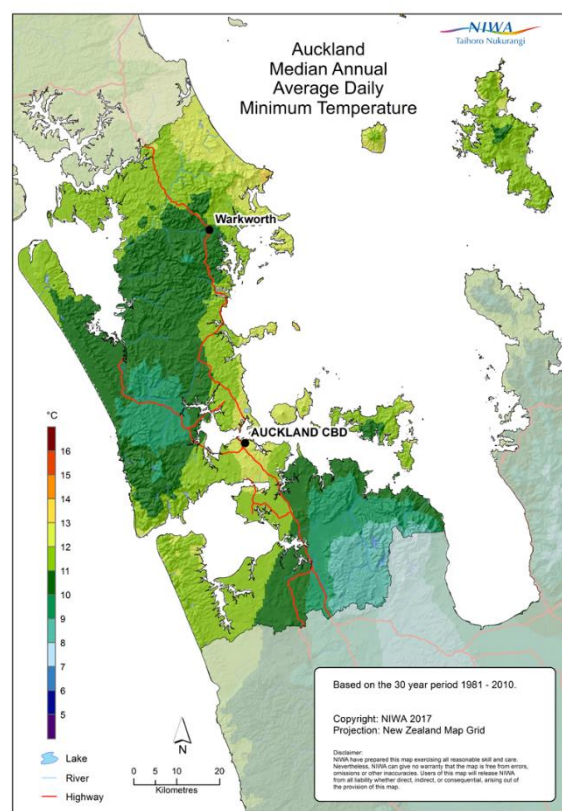 NIWA
Taihoro Nukurangi
Auckland
Median Annual
Average Daily
Minimum Temperature
Warkworth
AUCKLAND CBD
°C
16
15
14
13
12
11
10
9
8
7
6
5
Lake
River
Highway
N
0 10 20
Kilometres
Based on the 30 year period 1981 - 2010.
Copyright: NIWA 2017
Projection: New Zealand Map Grid
Disclaimer:
NIWA have prepared this map exercising all reasonable skill and care.
Nevertheless, NIWA can give no warranty that the map is free from errors,
omissions or other inaccuracies. Users of this map will release NIWA
from all liability whether direct, indirect, or consequential, arising out of
the provision of this map.